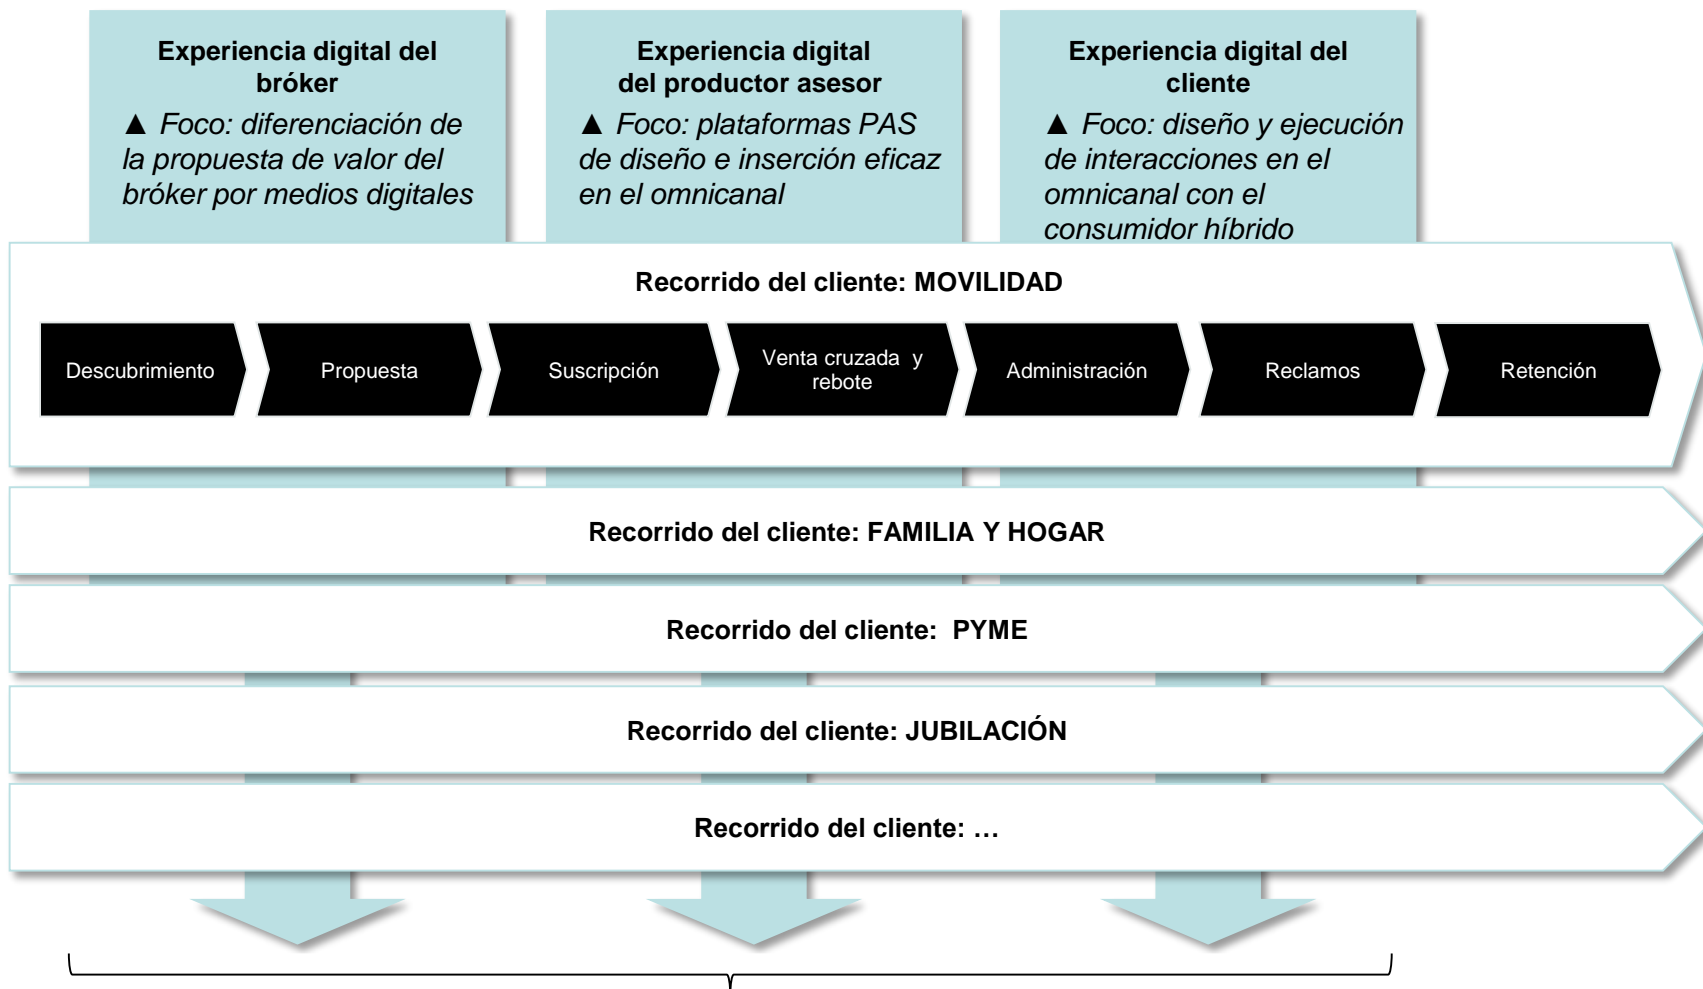 Experiencia digital del
bróker
▲ Foco: diferenciación de
la propuesta de valor del
bróker por medios digitales
Experiencia digital
del productor asesor
▲ Foco: plataformas PAS
de diseño e inserción eficaz
en el omnicanal
Experiencia digital del
cliente
▲ Foco: diseño y ejecución
de interacciones en el
omnicanal con el
consumidor híbrido
Recorrido del cliente: MOVILIDAD
Descubrimiento
Propuesta
Suscripción
Venta cruzada y
rebote
Administración
Reclamos
Retención
Recorrido del cliente: FAMILIA Y HOGAR
Recorrido del cliente: PYME
Recorrido del cliente: JUBILACIÓN
Recorrido del cliente: …